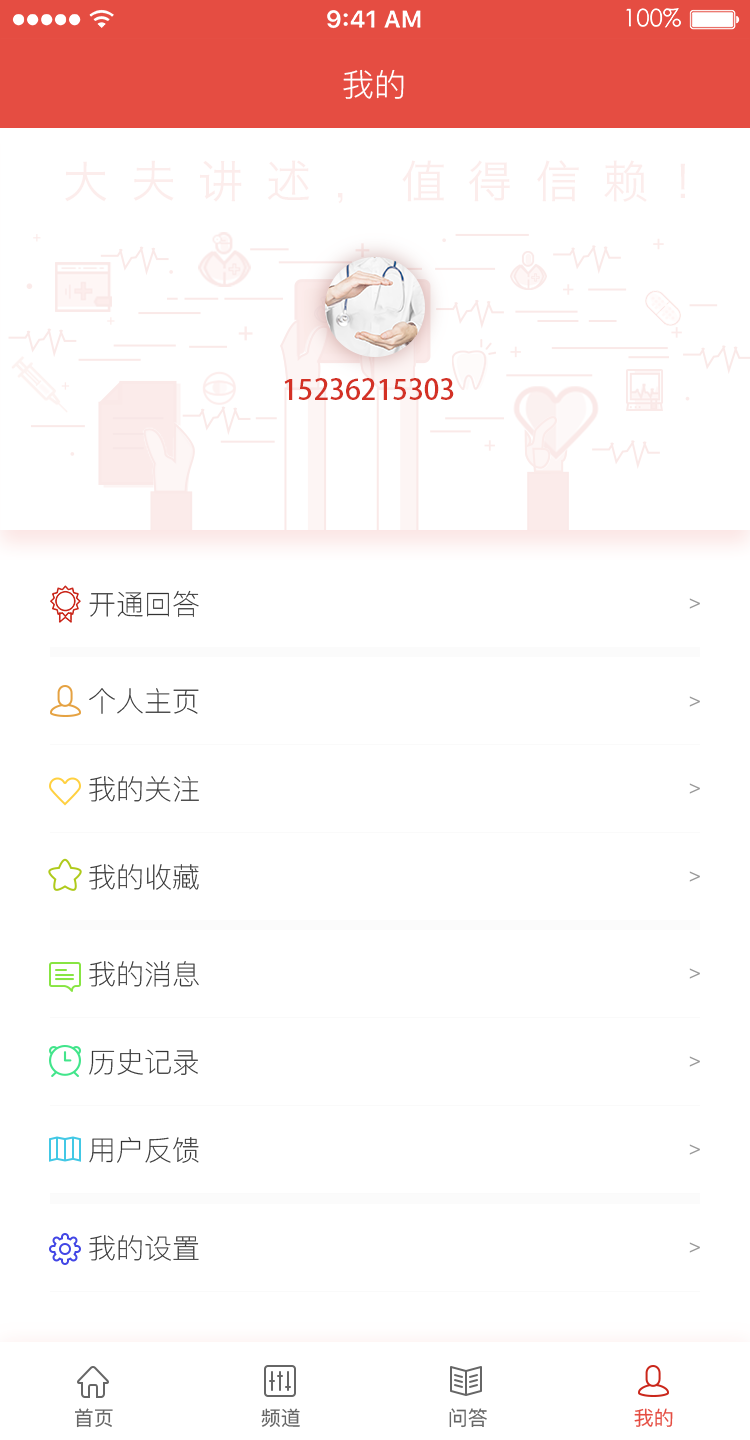 9:41 AM
100%
我的
大夫讲述，值得信赖！
15236215303
开通回答 >
个人主页 >
我的关注 >
我的收藏 >
我的消息 >
历史记录 >
用户反馈 >
我的设置 >
首页 频道 问答 我的